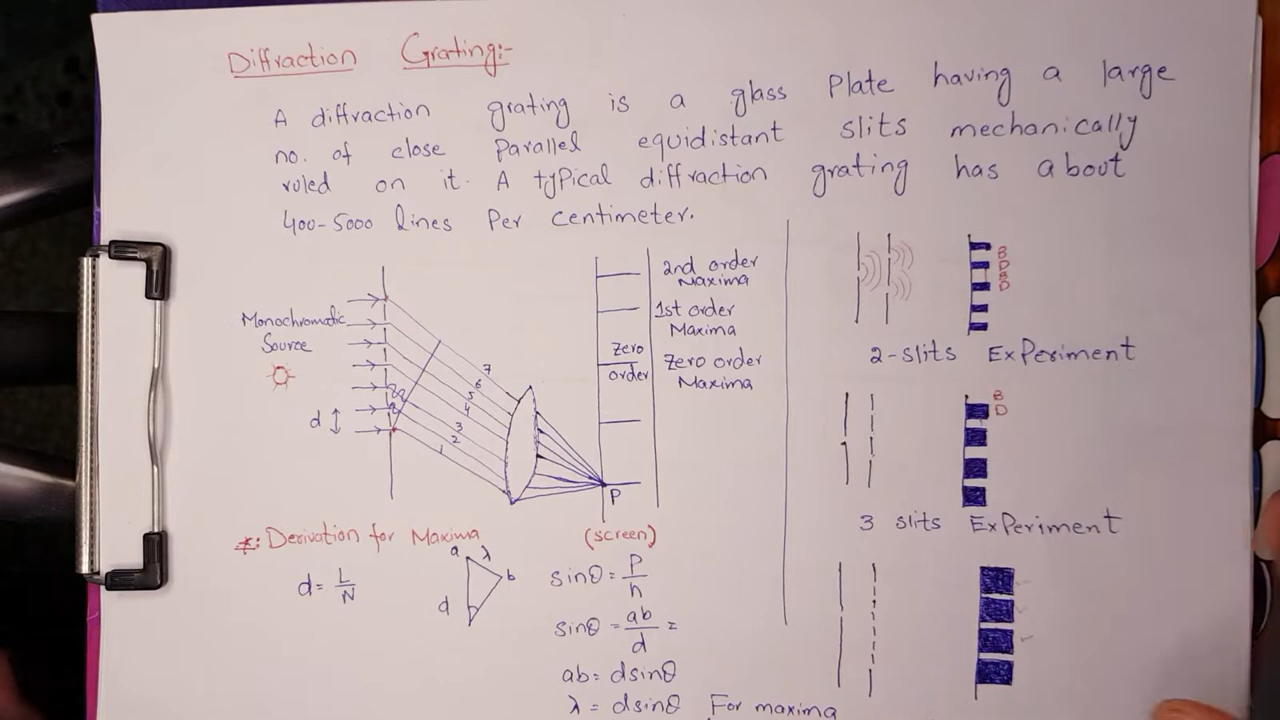 Diffraction Grating:-
A diffraction grating is a glass Plate having a large
no. of close Parallel equidistant slits mechanically
ruled on it. A tyPical diffraction grating has about
400-5000 lines Per centimeter.
Monochromatic
Source
d
7
6
5
4
3
2
1
P
zero
order
2nd order
Maxima
1st order
Maxima
zero order
Maxima
(screen)
B
D
B
D
2-slits ExPeriment
B
D
3 slits ExPeriment
*: Derivation for Maxima
d = L/N
a λ
b
d
sinθ = P/h
sinθ = ab/d =
ab = dsinθ
λ = dsinθ For maxima